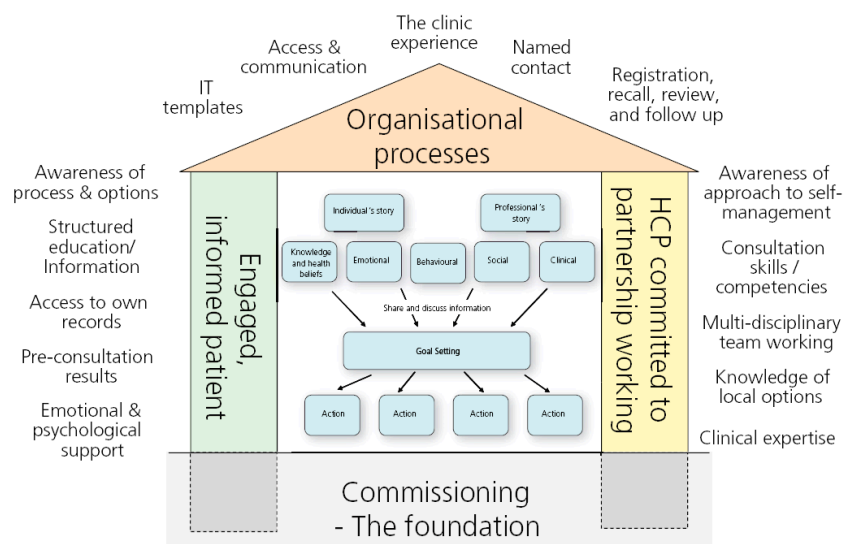 The clinic
experience
Access &
communication
Named
contact
IT
templates
Registration,
recall, review,
and follow up
Organisational
processes
Awareness of
process & options
Structured
education/
Information
Access to own
records
Pre-consultation
results
Emotional &
psychological
support
Engaged,
informed patient
Individual's story
Professional's
story
Knowledge
and health
beliefs
Emotional
Behavioural
Social
Clinical
Share and discuss information
Goal Setting
Action
Action
Action
Action
HCP committed to
partnership working
Awareness of
approach to self-
management
Consultation
skills /
competencies
Multi-disciplinary
team working
Knowledge of
local options
Clinical expertise
Commissioning
- The foundation